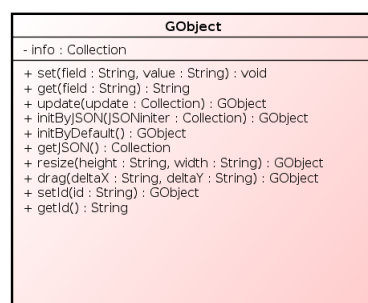 GObject
- info : Collection
+ set(field : String, value : String) : void
+ get(field : String) : String
+ update(update : Collection) : GObject
+ initByJSON(JSONiniter : Collection) : GObject
+ initByDefault() : GObject
+ getJSON() : Collection
+ resize(height : String, width : String) : GObject
+ drag(deltaX : String, deltaY : String) : GObject
+ setId(id : String) : GObject
+ getId() : String